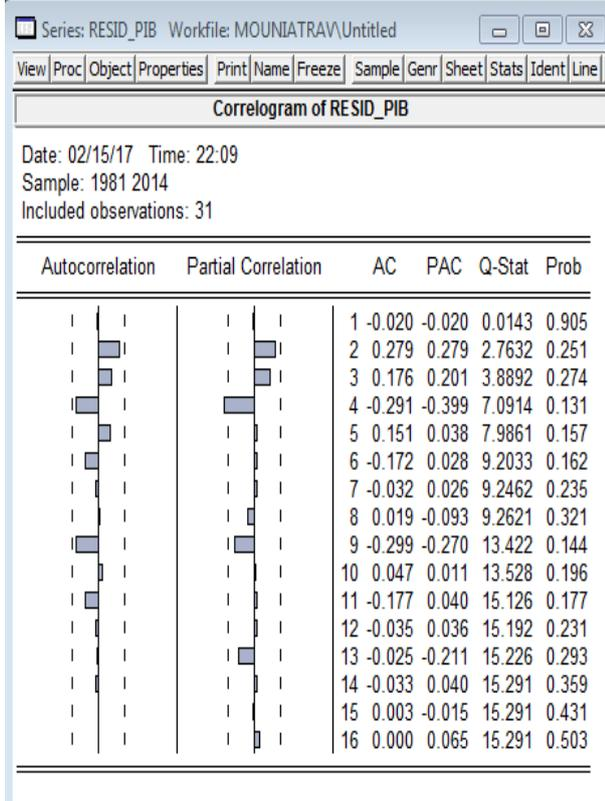 Series: RESID_PIB Workfile: MOUNIATRAV\Untitled
View Proc Object Properties Print Name Freeze Sample Genr Sheet Stats Ident Line
Correlogram of RESID_PIB
Date: 02/15/17 Time: 22:09
Sample: 1981 2014
Included observations: 31
Autocorrelation Partial Correlation AC PAC Q-Stat Prob
1 -0.020 -0.020 0.0143 0.905
2 0.279 0.279 2.7632 0.251
3 0.176 0.201 3.8892 0.274
4 -0.291 -0.399 7.0914 0.131
5 0.151 0.038 7.9861 0.157
6 -0.172 0.028 9.2033 0.162
7 -0.032 0.026 9.2462 0.235
8 0.019 -0.093 9.2621 0.321
9 -0.299 -0.270 13.422 0.144
10 0.047 0.011 13.528 0.196
11 -0.177 0.040 15.126 0.177
12 -0.035 0.036 15.192 0.231
13 -0.025 -0.211 15.226 0.293
14 -0.033 0.040 15.291 0.359
15 0.003 -0.015 15.291 0.431
16 0.000 0.065 15.291 0.503